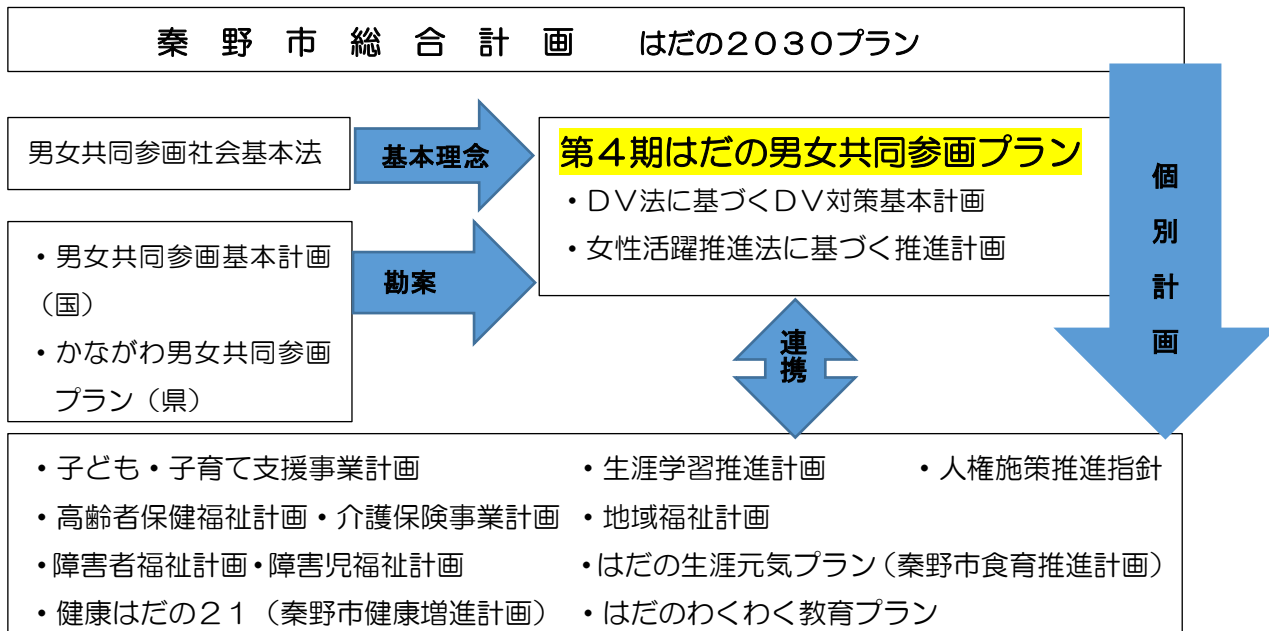 秦野市総合計画 はだの2030プラン
男女共同参画社会基本法
基本理念
第4期はだの男女共同参画プラン
・DV法に基づくDV対策基本計画
・女性活躍推進法に基づく推進計画
個別計画
・男女共同参画基本計画
(国)
・かながわ男女共同参画
プラン(県)
勘案
連携
・子ども・子育て支援事業計画 ・生涯学習推進計画 ・人権施策推進指針
・高齢者保健福祉計画・介護保険事業計画 ・地域福祉計画
・障害者福祉計画・障害児福祉計画 ・はだの生涯元気プラン(秦野市食育推進計画)
・健康はだの21(秦野市健康増進計画) ・はだのわくわく教育プラン